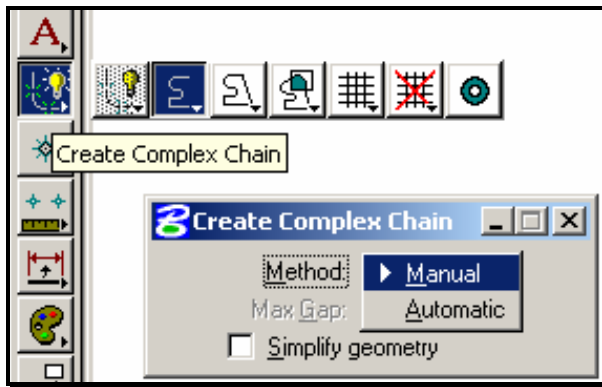 A
Create Complex Chain
Create Complex Chain
Method: Manual
Max Gap: Automatic
Simplify geometry